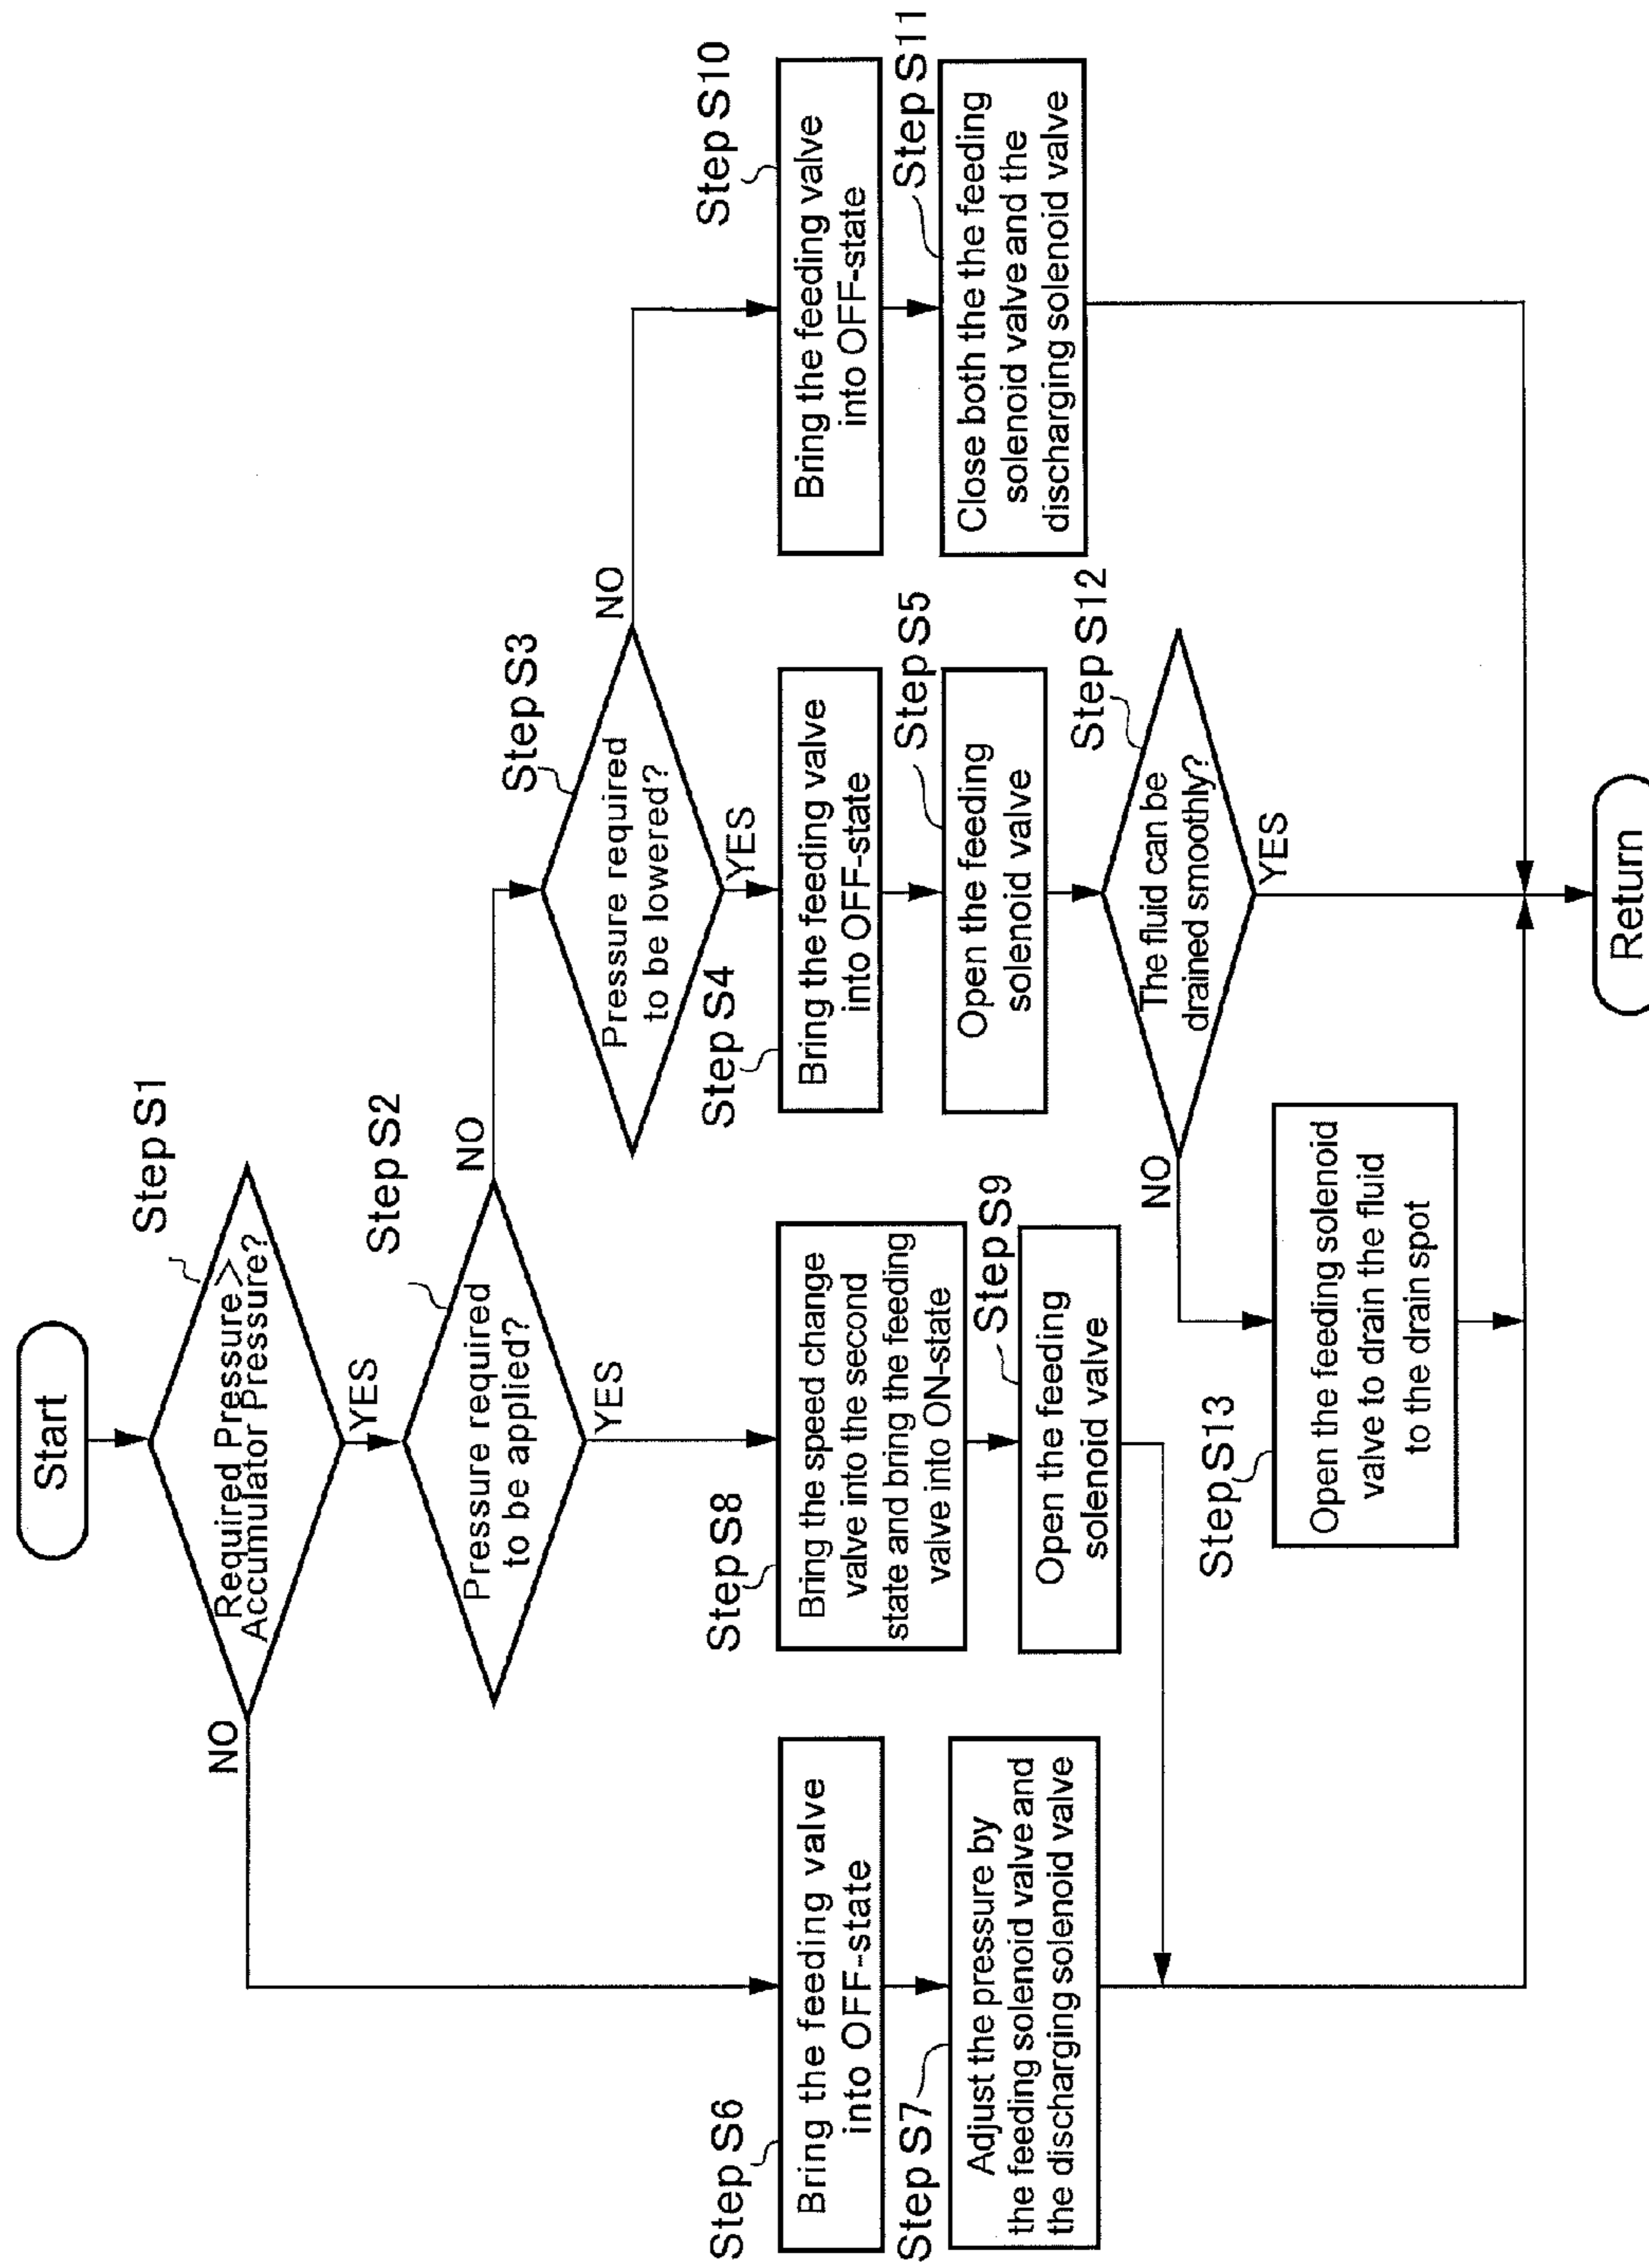 Start
Step S1
Required Pressure >
Accumulator Pressure?
NO
YES
Step S2
Pressure required
to be applied?
NO
YES
Step S3
Pressure required
to be lowered?
NO
YES
Step S6
Bring the feeding valve
into OFF-state
Step S8
Bring the speed change
valve into the second
state and bring the feeding
valve into ON-state
Step S4
Bring the feeding valve
into OFF-state
Step S10
Bring the feeding valve
into OFF-state
Step S7
Adjust the pressure by
the feeding solenoid valve and
the discharging solenoid valve
Step S9
Open the feeding
solenoid valve
Step S5
Open the feeding
solenoid valve
Step S11
Close both the the feeding
solenoid valve and the
discharging solenoid valve
Step S12
The fluid can be
drained smoothly?
NO
YES
Step S13
Open the feeding solenoid
valve to drain the fluid
to the drain spot
Return